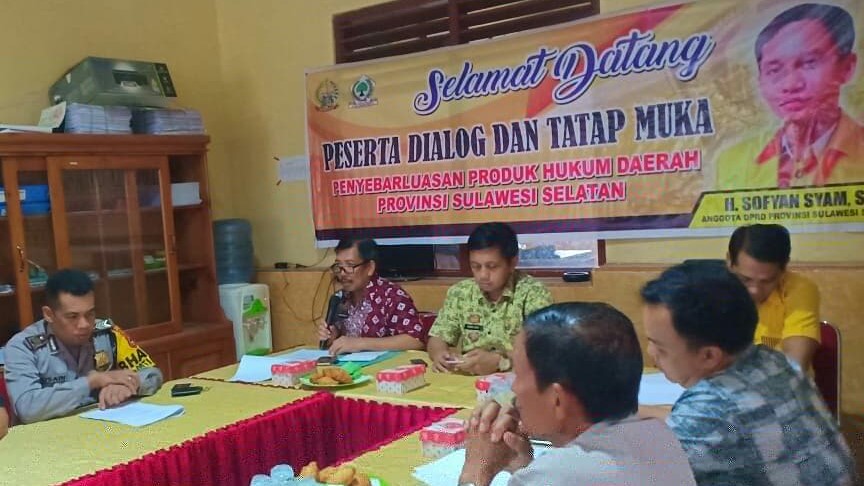 Selamat Datang
PESERTA DIALOG DAN TATAP MUKA
PENYEBARLUASAN PRODUK HUKUM DAERAH
PROVINSI SULAWESI SELATAN
H. SOFYAN SYAM, S
ANGGOTA DPRD PROVINSI SULAWESI